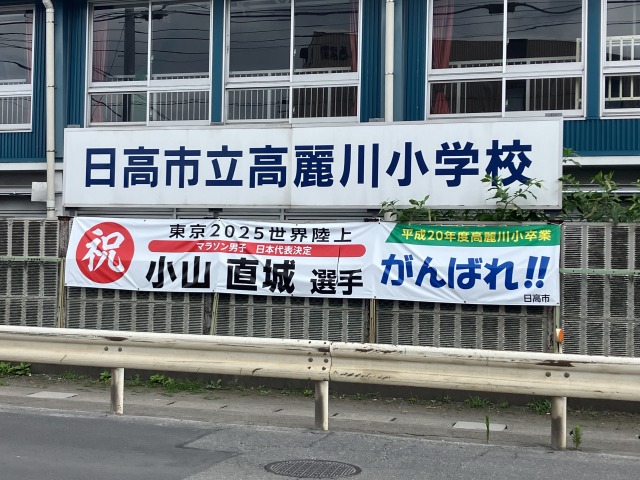 日高市立高麗川小学校
祝
東京2025世界陸上
マラソン男子 日本代表決定
小山 直城 選手
平成20年度高麗川小卒業
がんばれ!!
日高市